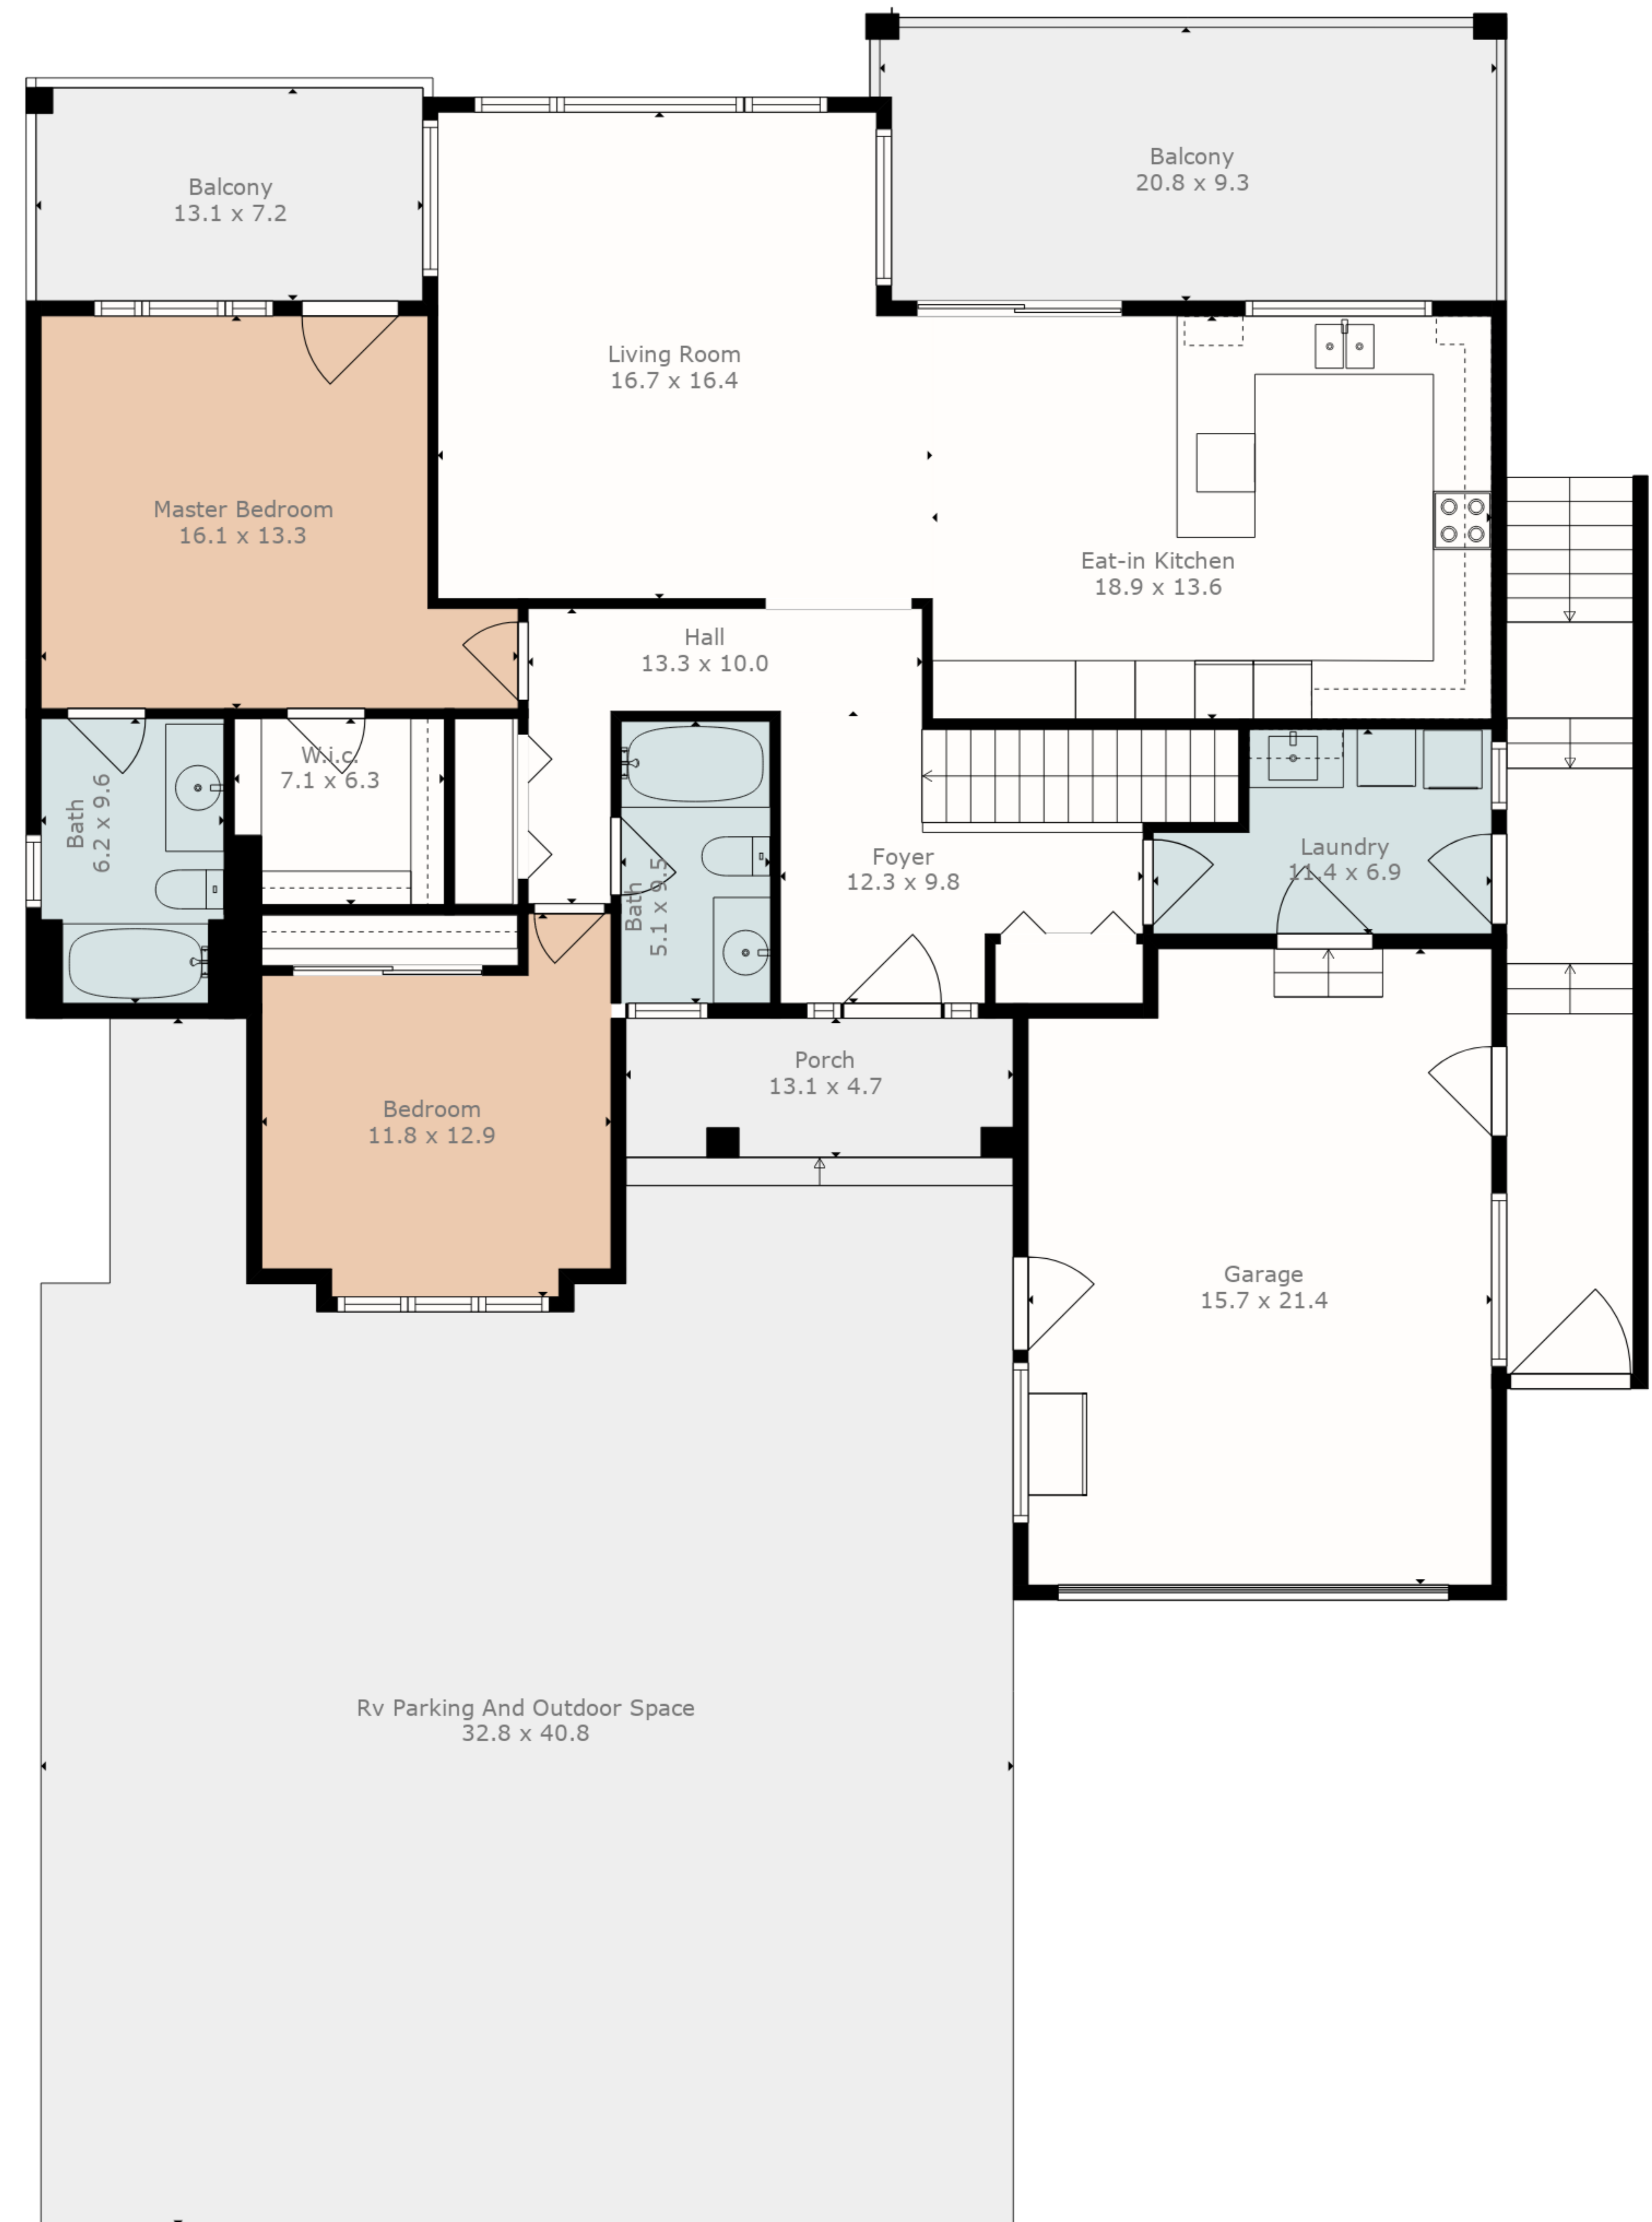 Balcony
20.8 x 9.3
Balcony
13.1 x 7.2
Living Room
16.7 x 16.4
Master Bedroom
16.1 x 13.3
Eat-in Kitchen
18.9 x 13.6
Hall
13.3 x 10.0
W.i.c.
7.1 x 6.3
Bath
6.2 x 9.6
Bath
5.1 x 9.5
Foyer
12.3 x 9.8
Laundry
11.4 x 6.9
Porch
13.1 x 4.7
Bedroom
11.8 x 12.9
Garage
15.7 x 21.4
Rv Parking And Outdoor Space
32.8 x 40.8